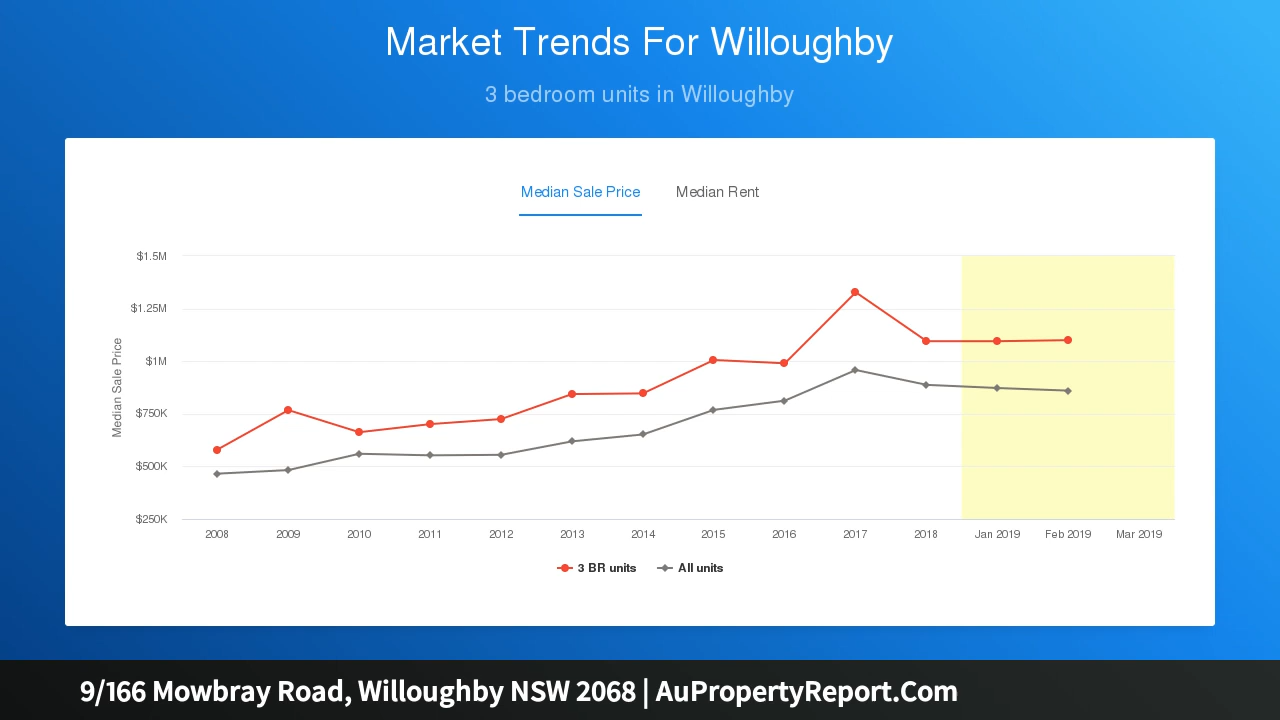 Market Trends For Willoughby
3 bedroom units in Willoughby
Median Sale Price
Median Rent
$1.5M
$1.25M
$1M
$750K
$500K
$250K
Median Sale Price
2008
2009
2010
2011
2012
2013
2014
2015
2016
2017
2018
Jan 2019
Feb 2019
Mar 2019
3 BR units
All units
9/166 Mowbray Road, Willoughby NSW 2068 | AuPropertyReport.Com